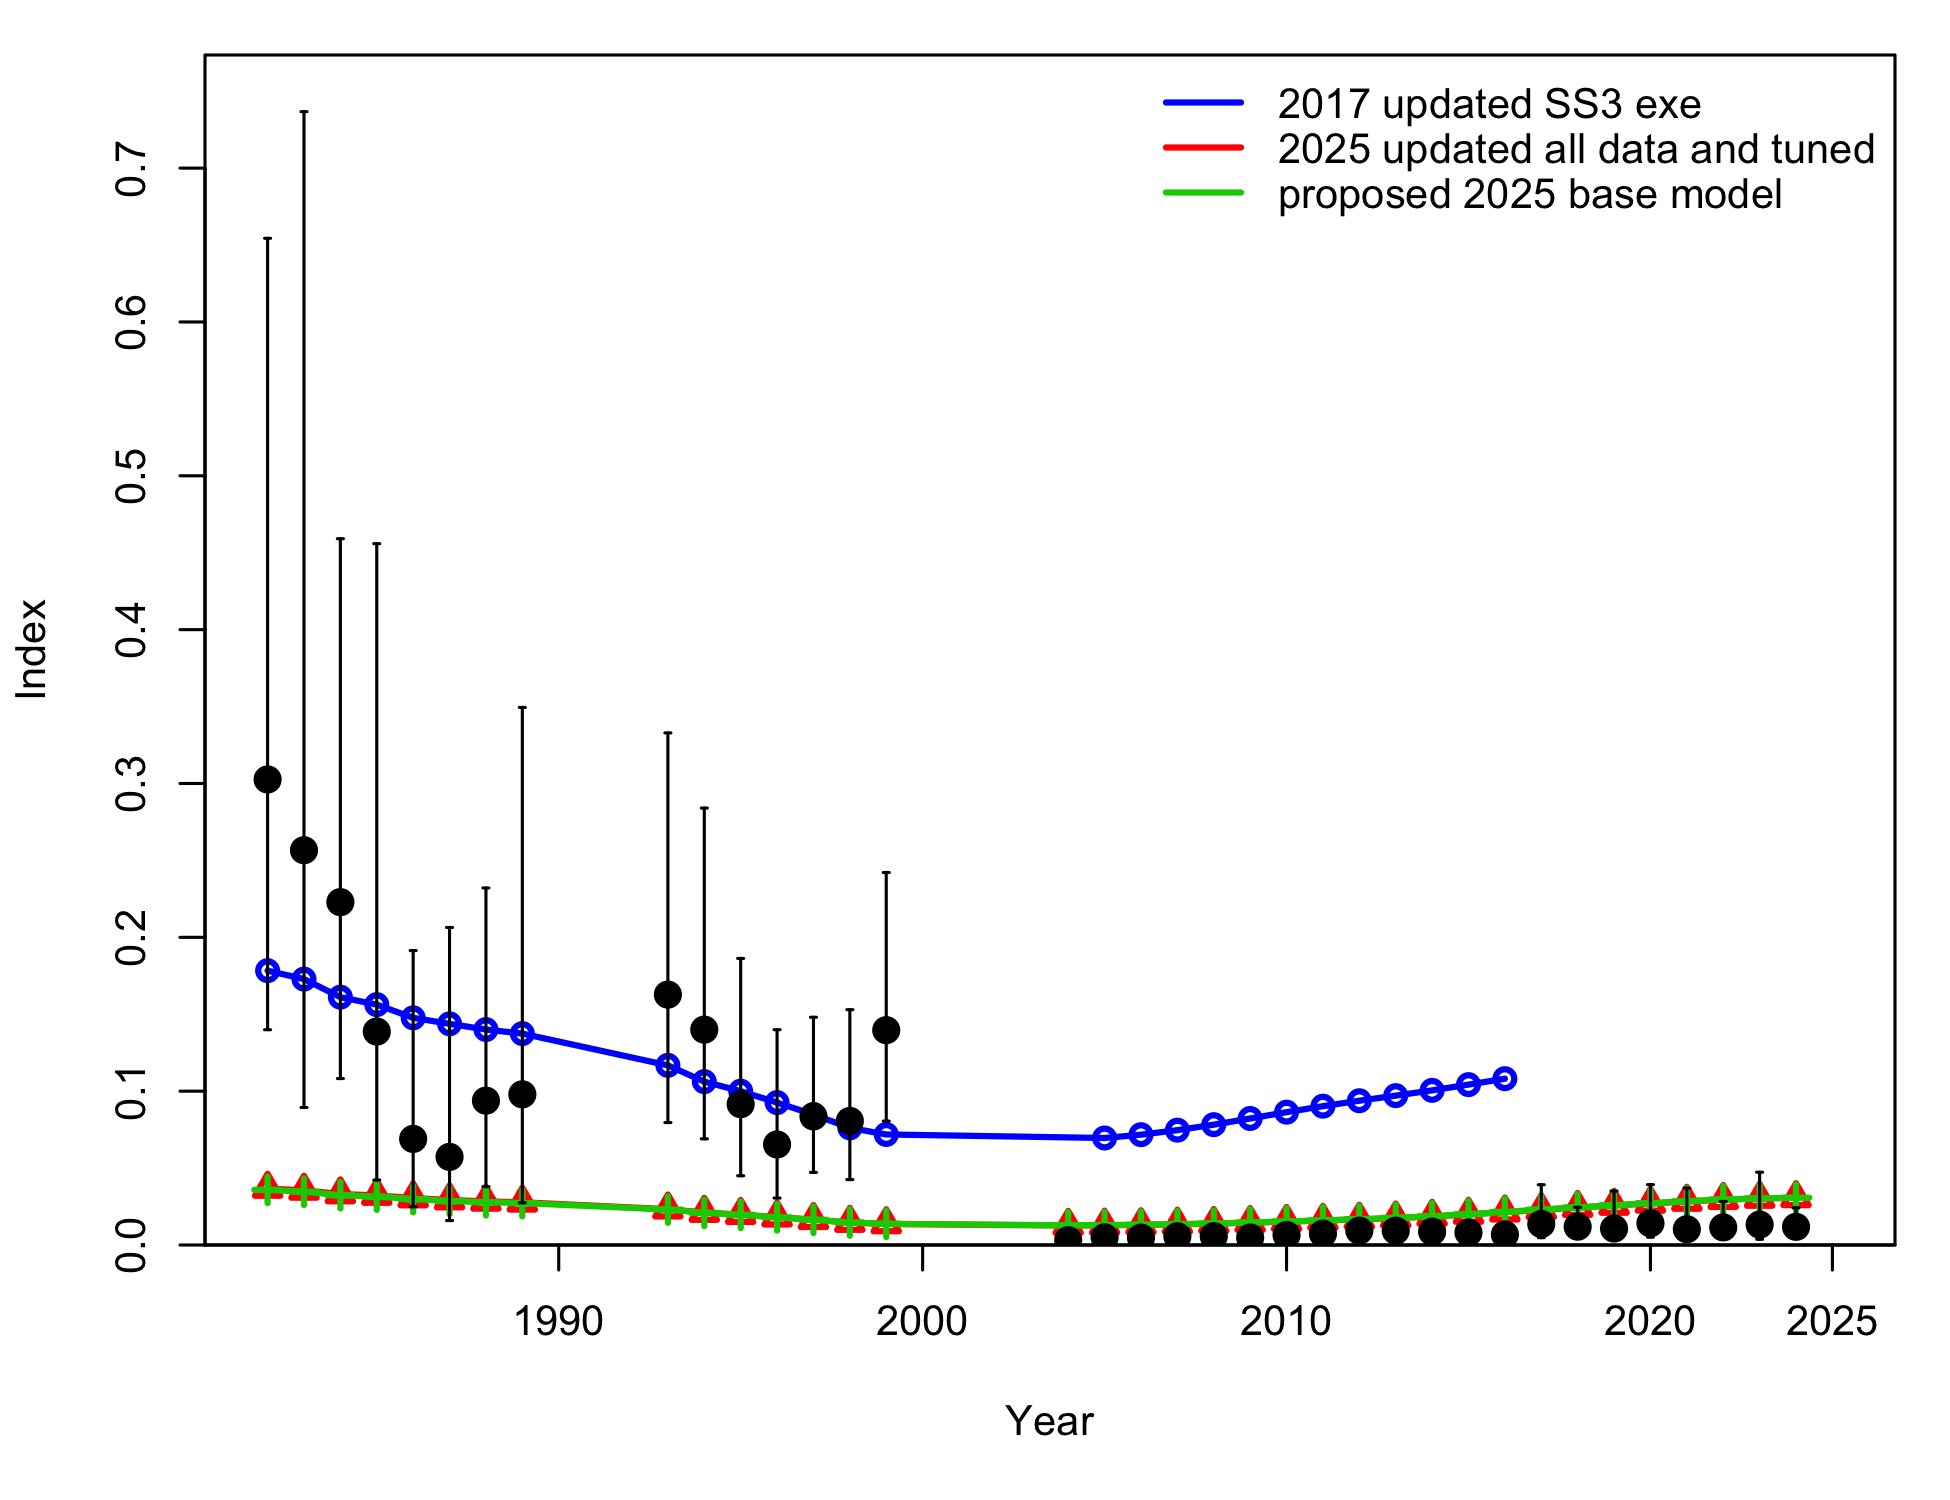 2017 updated SS3 exe
2025 updated all data and tuned
proposed 2025 base model
0.7
0.6
0.5
0.4
0.3
0.2
0.1
0.0
Index
1990 2000 2010 2020 2025
Year